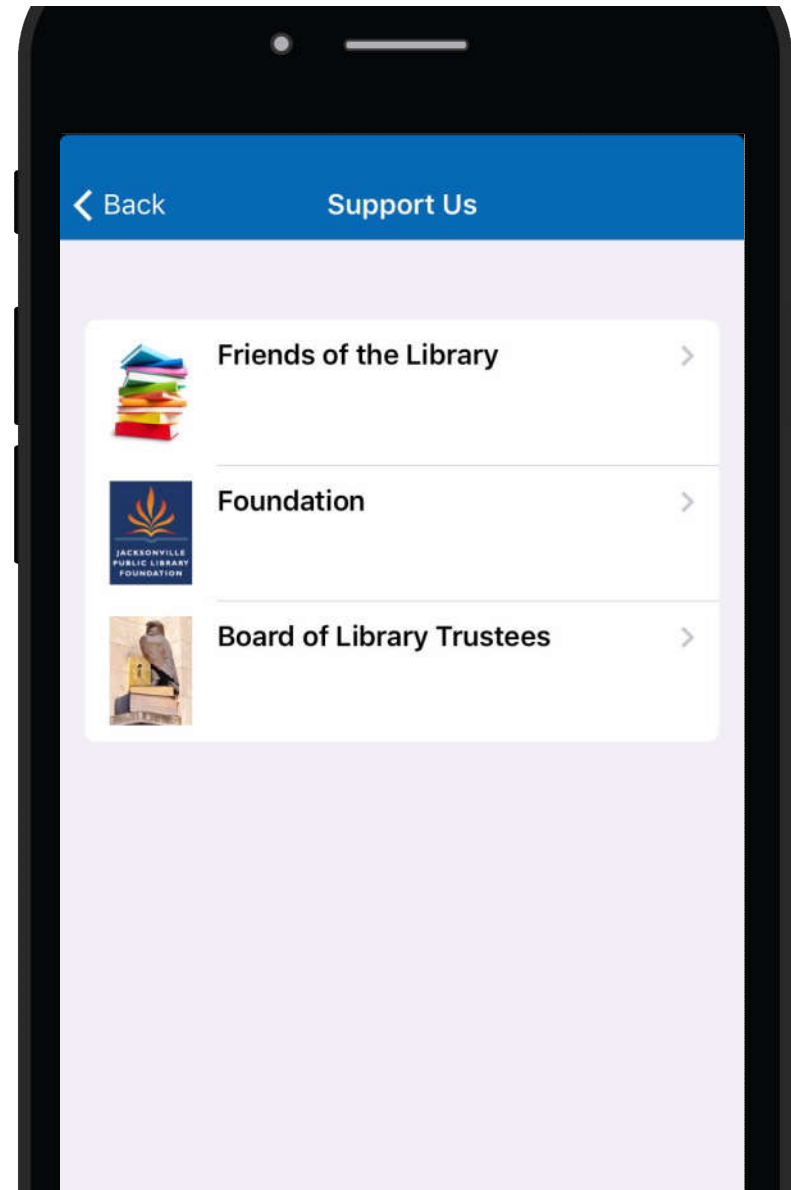 Back
Support Us
Friends of the Library
Foundation
JACKSONVILLE
PUBLIC LIBRARY
FOUNDATION
Board of Library Trustees